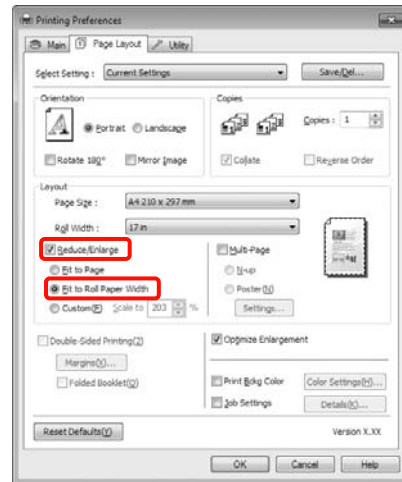 Printing Preferences
Main Page Layout Utility
Select Setting : Current Settings Save/Del...
Orientation Copies
A Portrait Landscape Copies : 1
Rotate 180° Mirror Image Collate Reverse Order
Layout
Page Size : A4 210 x 297 mm
Roll Width : 17 in
Reduce/Enlarge Multi-Page
Fit to Page N-up
Fit to Roll Paper Width Poster(N)
Custom(F) Scale to 203 % Settings...
Double-Sided Printing(2) Optimize Enlargement
Margins(X)...
Folded Booklet(Q) Print Bckg Color Color Settings(H)...
Job Settings Details(K)...
Reset Defaults(Y) Version X.XX
OK Cancel Help